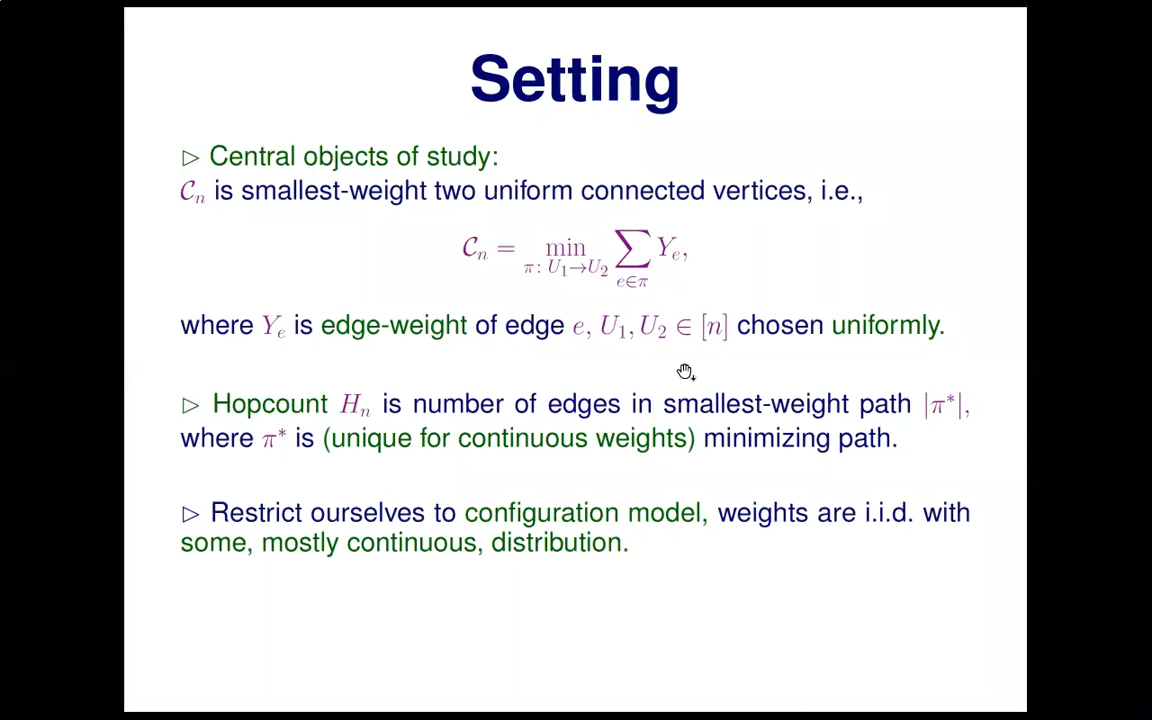 Setting
▷ Central objects of study:
𝒞ₙ is smallest-weight two uniform connected vertices, i.e.,
𝒞ₙ = min_{π: U₁→U₂} ∑_{e∈π} Yₑ,
where Yₑ is edge-weight of edge e, U₁, U₂ ∈ [n] chosen uniformly.
▷ Hopcount Hₙ is number of edges in smallest-weight path |π*|,
where π* is (unique for continuous weights) minimizing path.
▷ Restrict ourselves to configuration model, weights are i.i.d. with
some, mostly continuous, distribution.